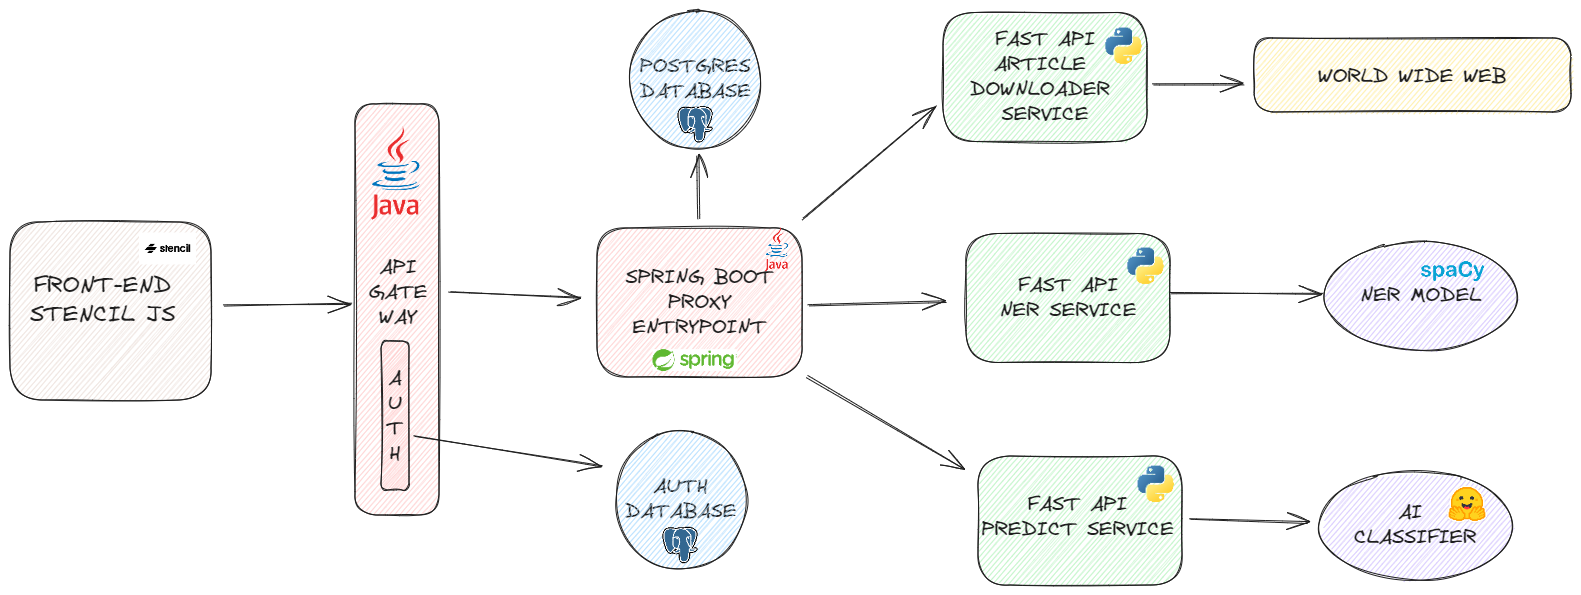 stencil
FRONT-END
STENCIL JS
Java
API
GATE
WAY
A
U
T
H
POSTGRES
DATABASE
Java
SPRING BOOT
PROXY
ENTRYPOINT
spring
AUTH
DATABASE
FAST API
ARTICLE
DOWNLOADER
SERVICE
WORLD WIDE WEB
FAST API
NER SERVICE
spaCy
NER MODEL
FAST API
PREDICT SERVICE
AI
CLASSIFIER